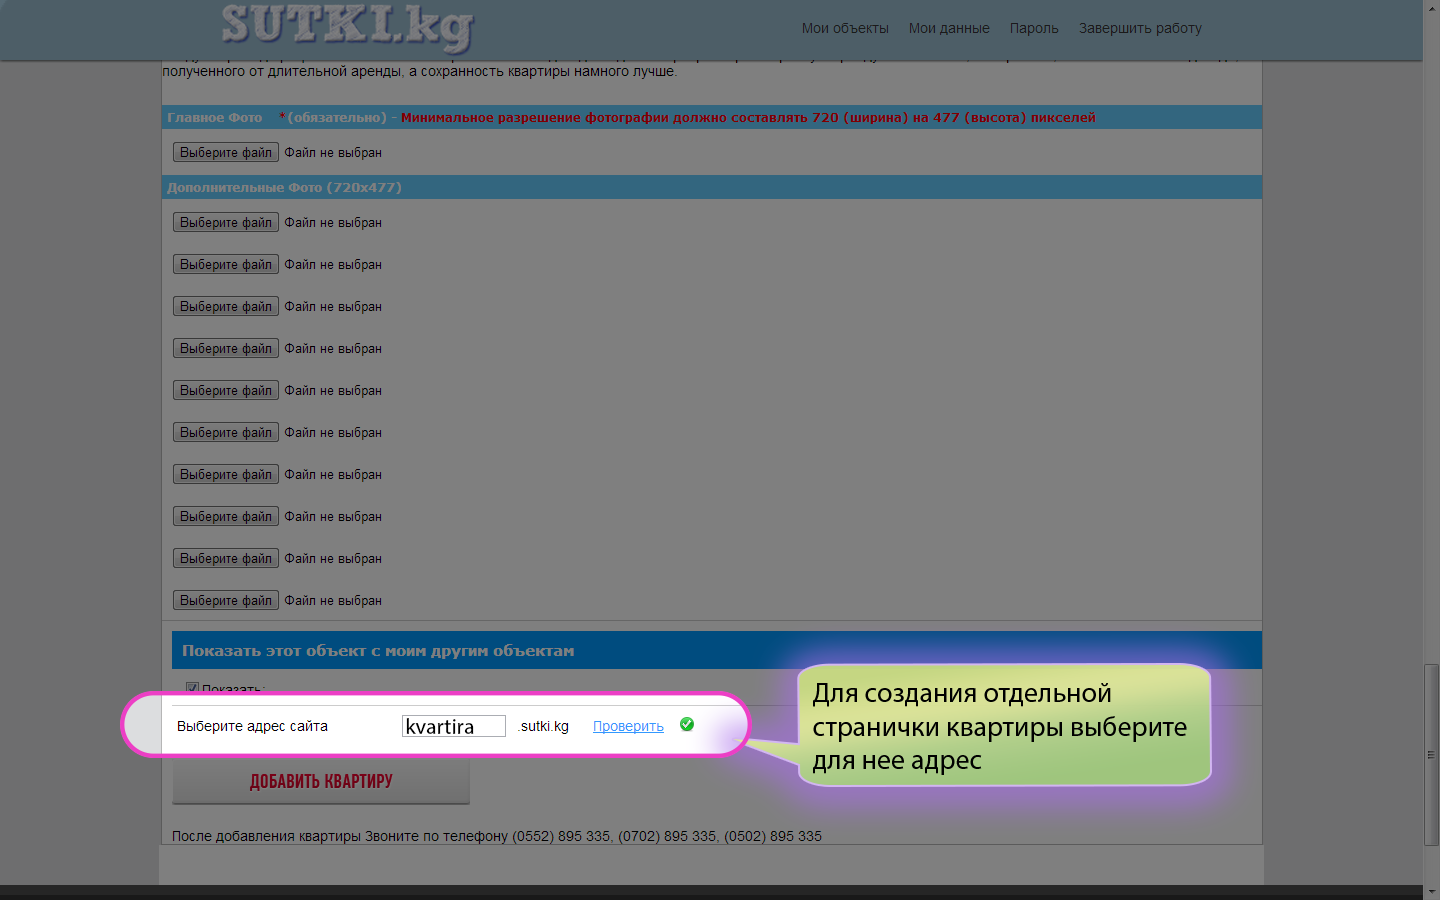 SUTKI.kg
Мои объекты Мои данные Пароль Завершить работу
полученного от длительной аренды, а сохранность квартиры намного лучше.
Главное Фото *(обязательно) - Минимальное разрешение фотографии должно составлять 720 (ширина) на 477 (высота) пикселей
Выберите файл Файл не выбран
Дополнительные Фото (720x477)
Выберите файл Файл не выбран
Выберите файл Файл не выбран
Выберите файл Файл не выбран
Выберите файл Файл не выбран
Выберите файл Файл не выбран
Выберите файл Файл не выбран
Выберите файл Файл не выбран
Выберите файл Файл не выбран
Выберите файл Файл не выбран
Выберите файл Файл не выбран
Показать этот объект с моим другим объектам
Показать:
Выберите адрес сайта kvartira .sutki.kg Проверить
Для создания отдельной
странички квартиры выберите
для нее адрес
ДОБАВИТЬ КВАРТИРУ
После добавления квартиры Звоните по телефону (0552) 895 335, (0702) 895 335, (0502) 895 335